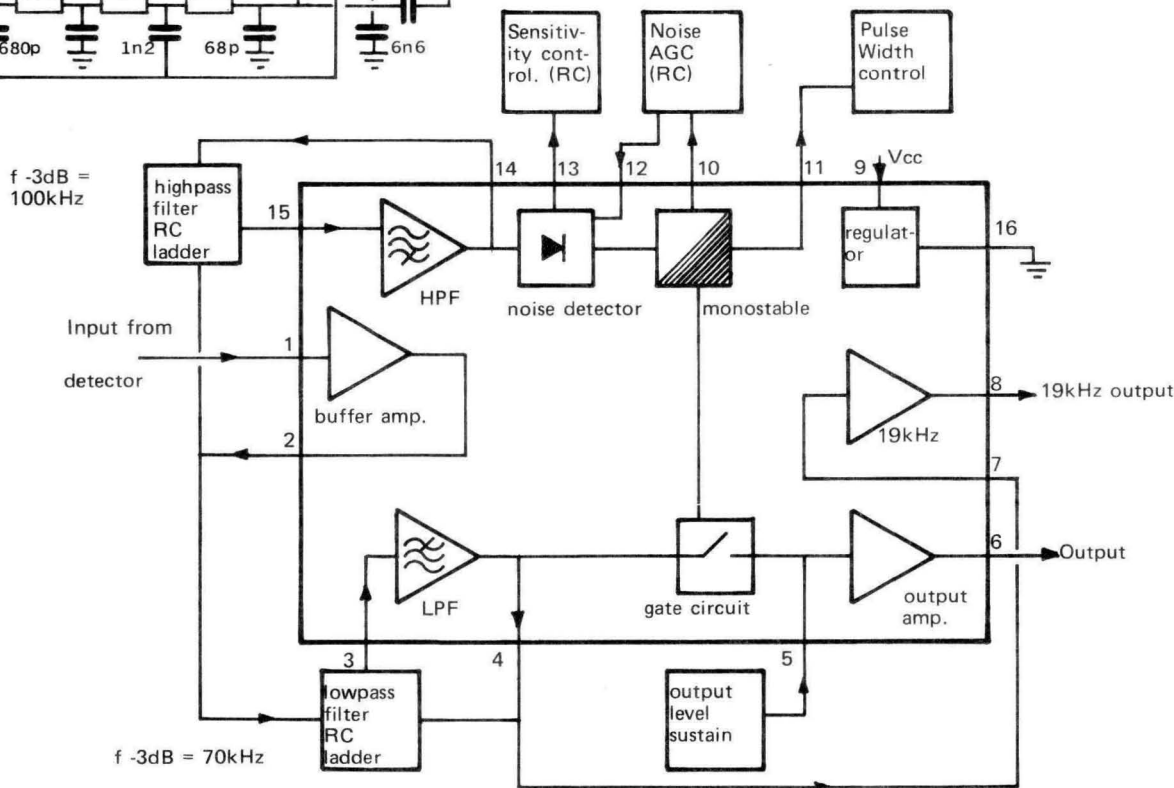 680p
1n2
68p
6n6
Sensitiv-
ity cont-
rol. (RC)
Noise
AGC
(RC)
Pulse
Width
control
14
13
12
10
11
9
Vcc
f -3dB =
100kHz
highpass
filter
RC
ladder
15
HPF
noise detector
monostable
regulat-
or
16
Input from
detector
1
buffer amp.
2
19kHz
8
19kHz output
7
LPF
gate circuit
output
amp.
6
Output
3
4
5
lowpass
filter
RC
ladder
output
level
sustain
f -3dB = 70kHz